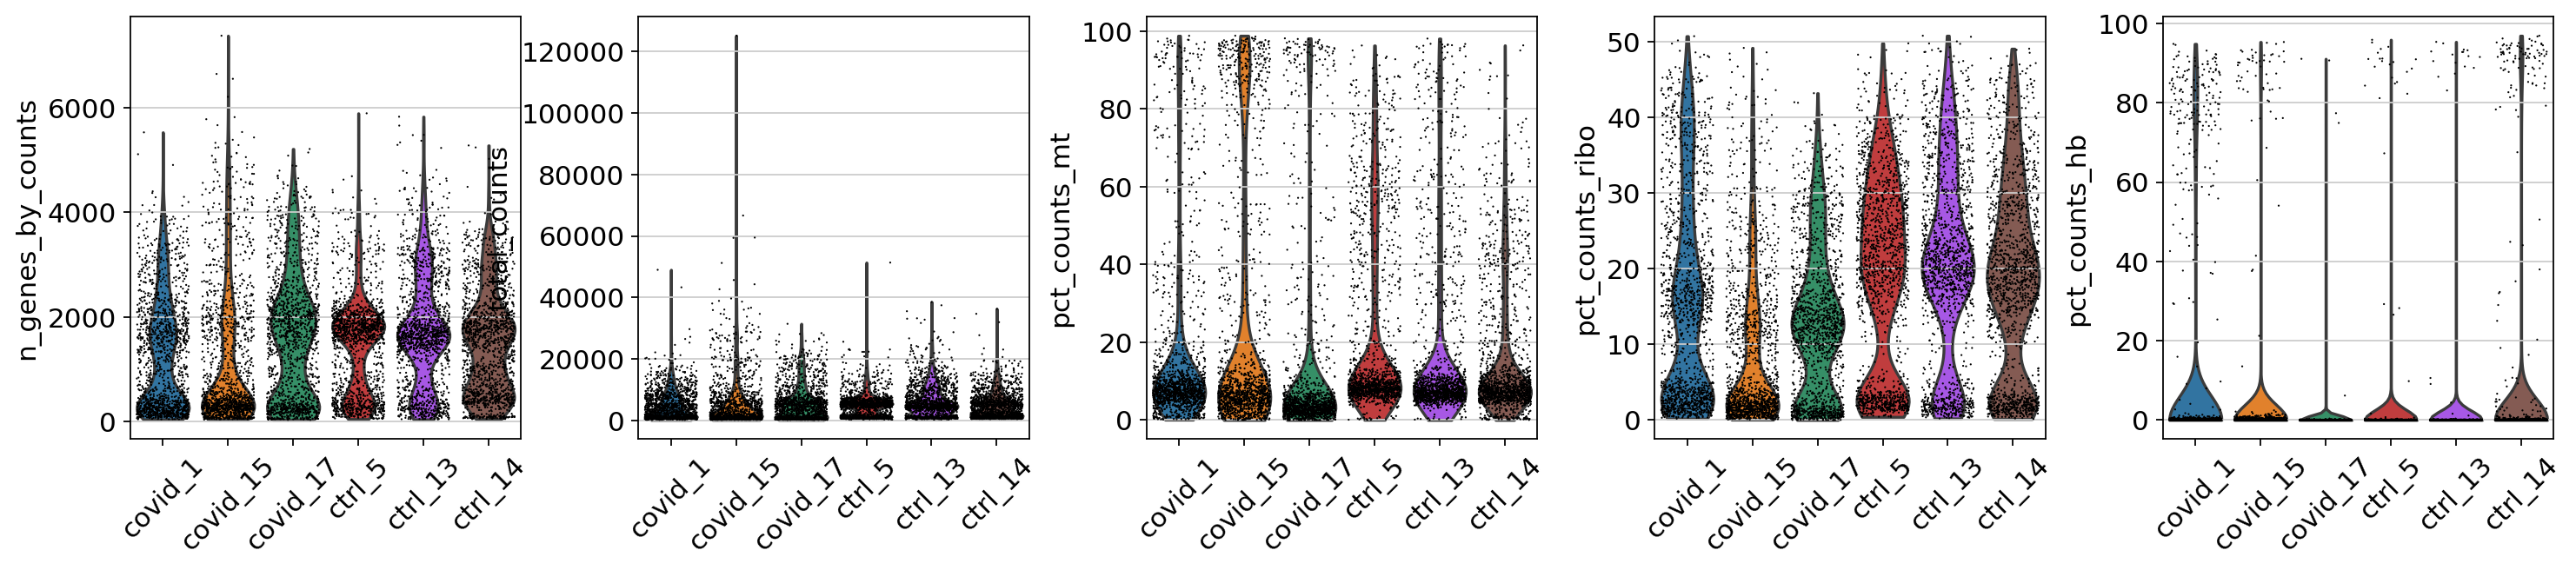 n_genes_by_counts
6000
4000
2000
0
covid_1
covid_15
covid_17
ctrl_5
ctrl_13
ctrl_14
total_counts
120000
100000
80000
60000
40000
20000
0
covid_1
covid_15
covid_17
ctrl_5
ctrl_13
ctrl_14
pct_counts_mt
100
80
60
40
20
0
covid_1
covid_15
covid_17
ctrl_5
ctrl_13
ctrl_14
pct_counts_ribo
50
40
30
20
10
0
covid_1
covid_15
covid_17
ctrl_5
ctrl_13
ctrl_14
pct_counts_hb
100
80
60
40
20
0
covid_1
covid_15
covid_17
ctrl_5
ctrl_13
ctrl_14